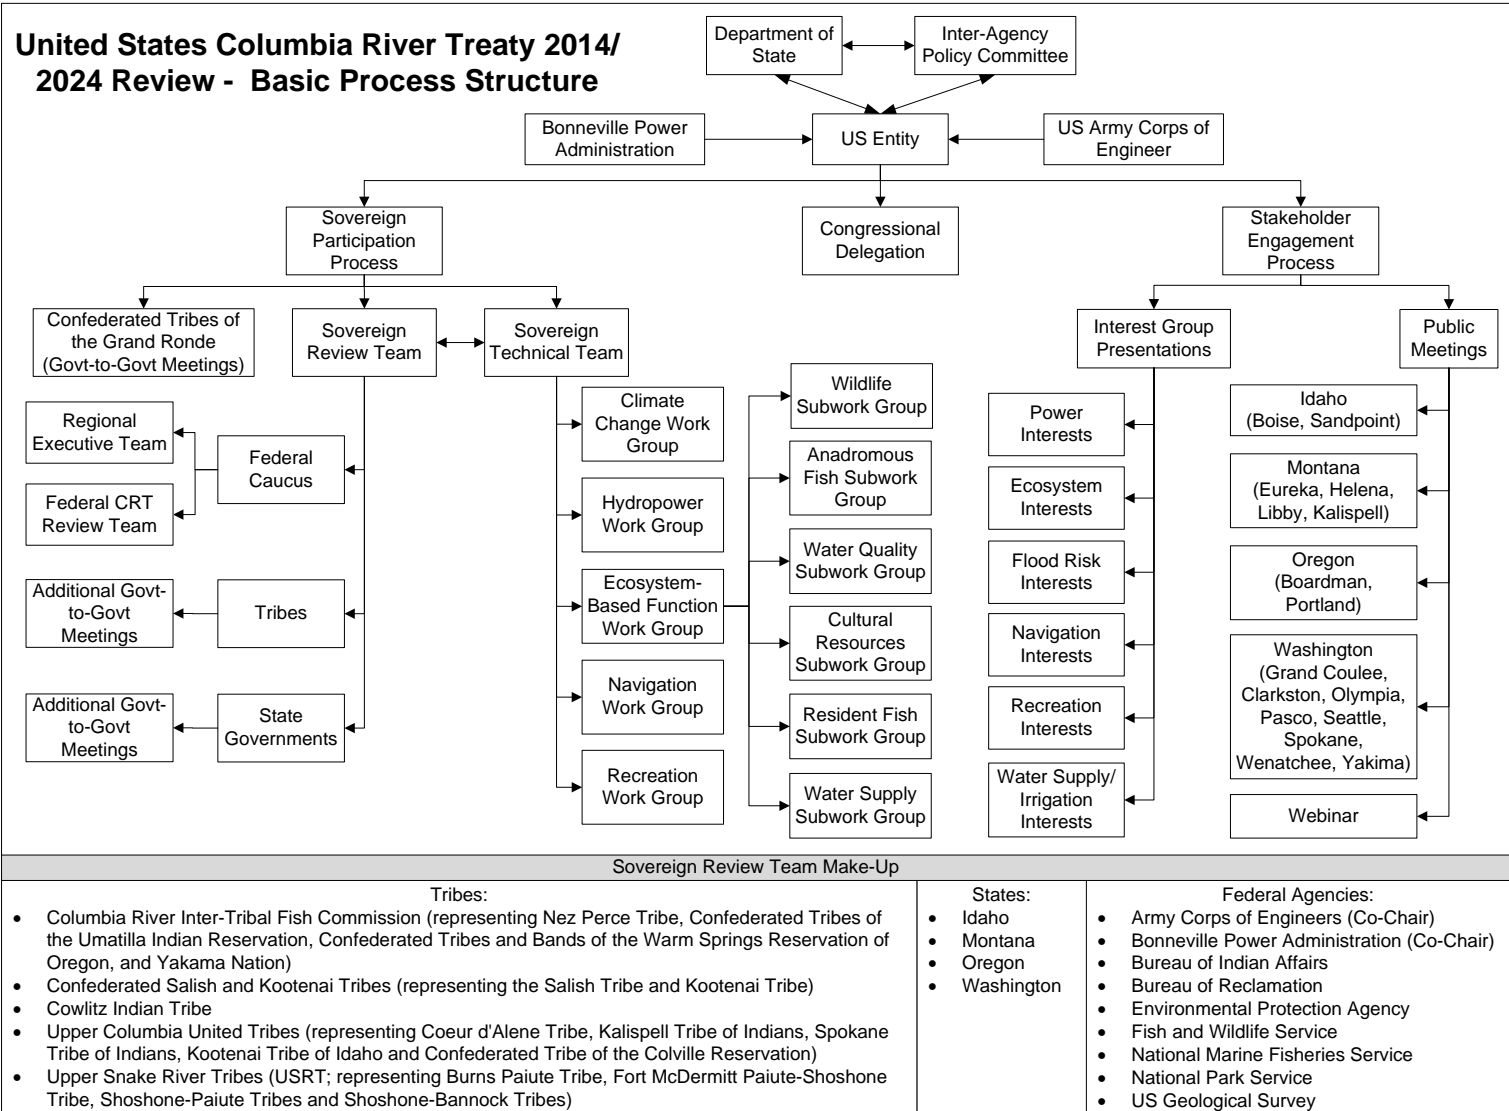 United States Columbia River Treaty 2014/
2024 Review -  Basic Process Structure
Department of
State
Inter-Agency
Policy Committee
Bonneville Power
Administration
US Entity
US Army Corps of
Engineer
Sovereign
Participation
Process
Congressional
Delegation
Stakeholder
Engagement
Process
Confederated Tribes of
the Grand Ronde
(Govt-to-Govt Meetings)
Sovereign
Review Team
Sovereign
Technical Team
Interest Group
Presentations
Public
Meetings
Regional
Executive Team
Federal CRT
Review Team
Federal
Caucus
Additional Govt-
to-Govt
Meetings
Tribes
Additional Govt-
to-Govt
Meetings
State
Governments
Climate
Change Work
Group
Hydropower
Work Group
Ecosystem-
Based Function
Work Group
Navigation
Work Group
Recreation
Work Group
Wildlife
Subwork Group
Anadromous
Fish Subwork
Group
Water Quality
Subwork Group
Cultural
Resources
Subwork Group
Resident Fish
Subwork Group
Water Supply
Subwork Group
Power
Interests
Ecosystem
Interests
Flood Risk
Interests
Navigation
Interests
Recreation
Interests
Water Supply/
Irrigation
Interests
Idaho
(Boise, Sandpoint)
Montana
(Eureka, Helena,
Libby, Kalispell)
Oregon
(Boardman,
Portland)
Washington
(Grand Coulee,
Clarkston, Olympia,
Pasco, Seattle,
Spokane,
Wenatchee, Yakima)
Webinar
Sovereign Review Team Make-Up
Tribes:
• Columbia River Inter-Tribal Fish Commission (representing Nez Perce Tribe, Confederated Tribes of
the Umatilla Indian Reservation, Confederated Tribes and Bands of the Warm Springs Reservation of
Oregon, and Yakama Nation)
• Confederated Salish and Kootenai Tribes (representing the Salish Tribe and Kootenai Tribe)
• Cowlitz Indian Tribe
• Upper Columbia United Tribes (representing Coeur d'Alene Tribe, Kalispell Tribe of Indians, Spokane
Tribe of Indians, Kootenai Tribe of Idaho and Confederated Tribe of the Colville Reservation)
• Upper Snake River Tribes (USRT; representing Burns Paiute Tribe, Fort McDermitt Paiute-Shoshone
Tribe, Shoshone-Paiute Tribes and Shoshone-Bannock Tribes)
States:
• Idaho
• Montana
• Oregon
• Washington
Federal Agencies:
• Army Corps of Engineers (Co-Chair)
• Bonneville Power Administration (Co-Chair)
• Bureau of Indian Affairs
• Bureau of Reclamation
• Environmental Protection Agency
• Fish and Wildlife Service
• National Marine Fisheries Service
• National Park Service
• US Geological Survey